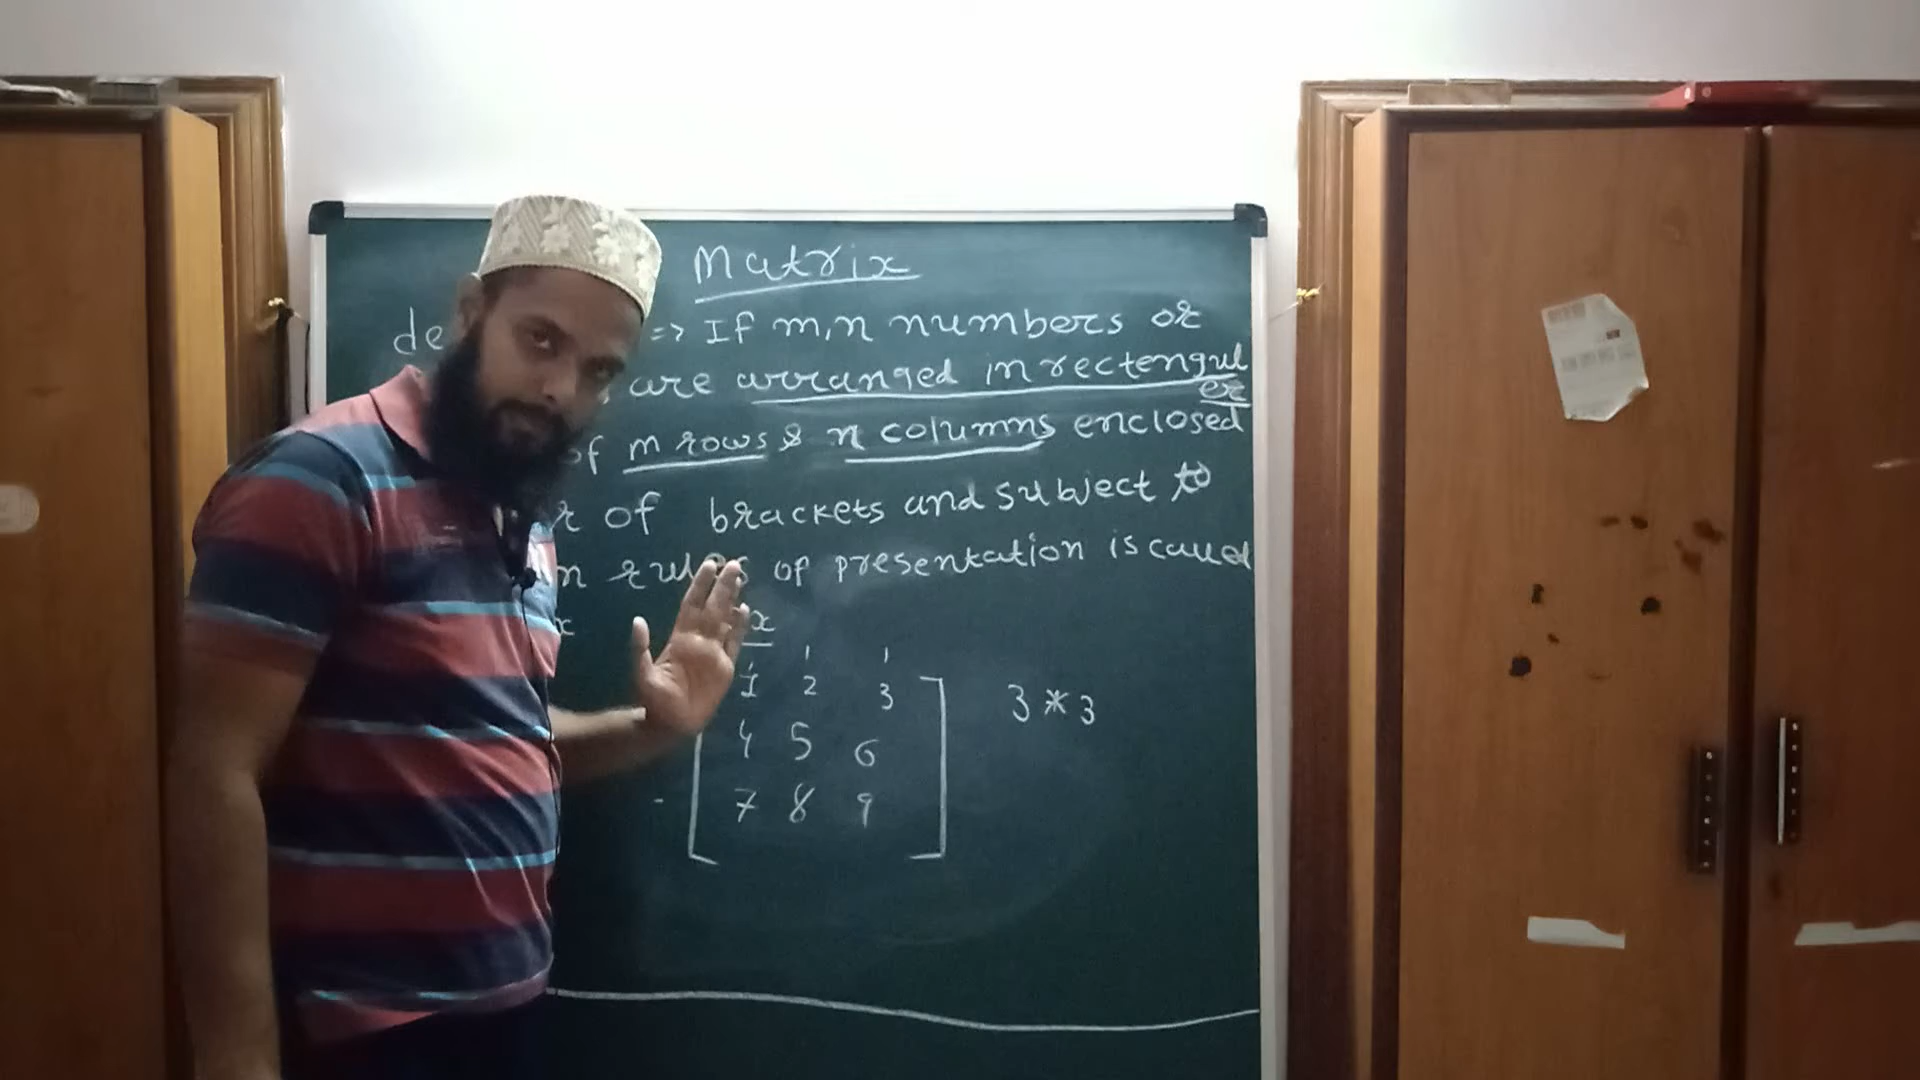 Matrix
de => If m,n numbers or
are arranged in rectengul
er
of m rows & n columns enclosed
r of brackets and subject to
n rules of presentation is called
x x
1 2 3
4 5 6
7 8 9
3 * 3